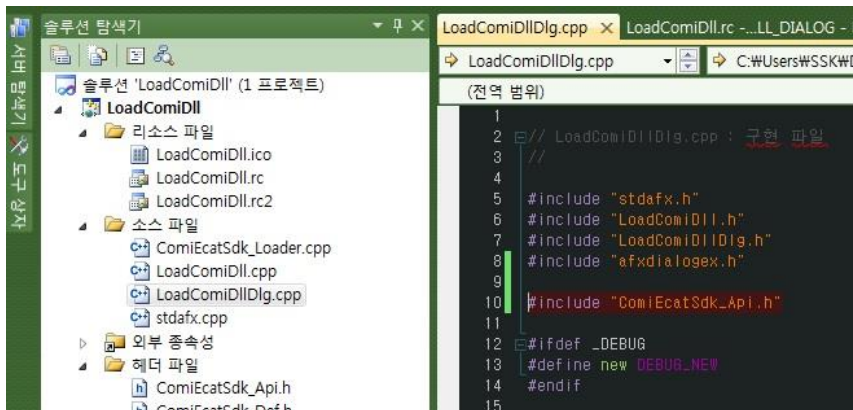 서버 탐색기
도구 상자
솔루션 탐색기
솔루션 'LoadComiDll' (1 프로젝트)
LoadComiDll
리소스 파일
LoadComiDll.ico
LoadComiDll.rc
LoadComiDll.rc2
소스 파일
ComiEcatSdk_Loader.cpp
LoadComiDll.cpp
LoadComiDllDlg.cpp
stdafx.cpp
외부 종속성
헤더 파일
ComiEcatSdk_Api.h
ComiEcatSdk_Def.h
LoadComiDllDlg.cpp LoadComiDll.rc -...LL_DIALOG -
LoadComiDllDlg.cpp C:₩Users₩SSK₩D
(전역 범위)
1
2 // LoadComiDllDlg.cpp : 구현 파일
3 //
4
5 #include "stdafx.h"
6 #include "LoadComiDll.h"
7 #include "LoadComiDllDlg.h"
8 #include "afxdialogex.h"
9
10 #include "ComiEcatSdk_Api.h"
11
12 #ifdef _DEBUG
13 #define new DEBUG_NEW
14 #endif
15